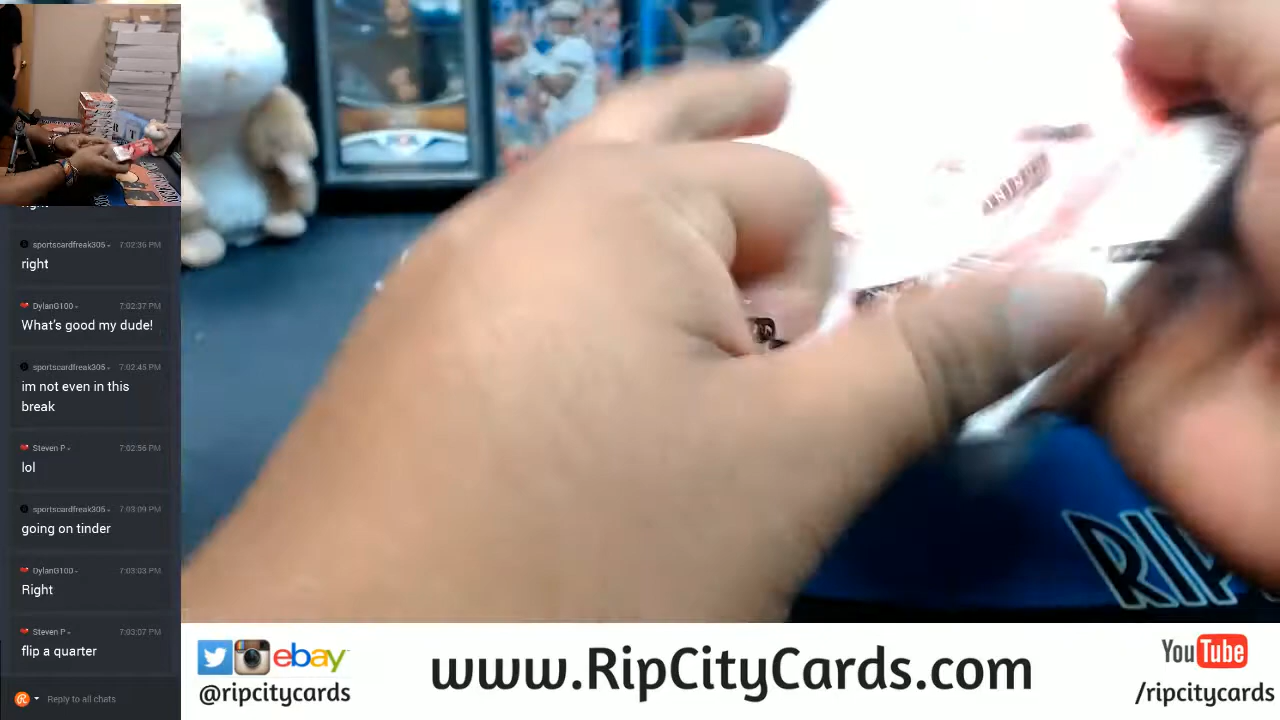 sportscardfreak305 7:02:36 PM
right
DylanG100 7:02:37 PM
What's good my dude!
sportscardfreak305 7:02:45 PM
im not even in this
break
Steven P 7:02:56 PM
lol
sportscardfreak305 7:03:09 PM
going on tinder
DylanG100 7:03:03 PM
Right
Steven P 7:03:07 PM
flip a quarter
Reply to all chats
RIP
ebay
@ripcitycards
www.RipCityCards.com
YouTube
/ripcitycards